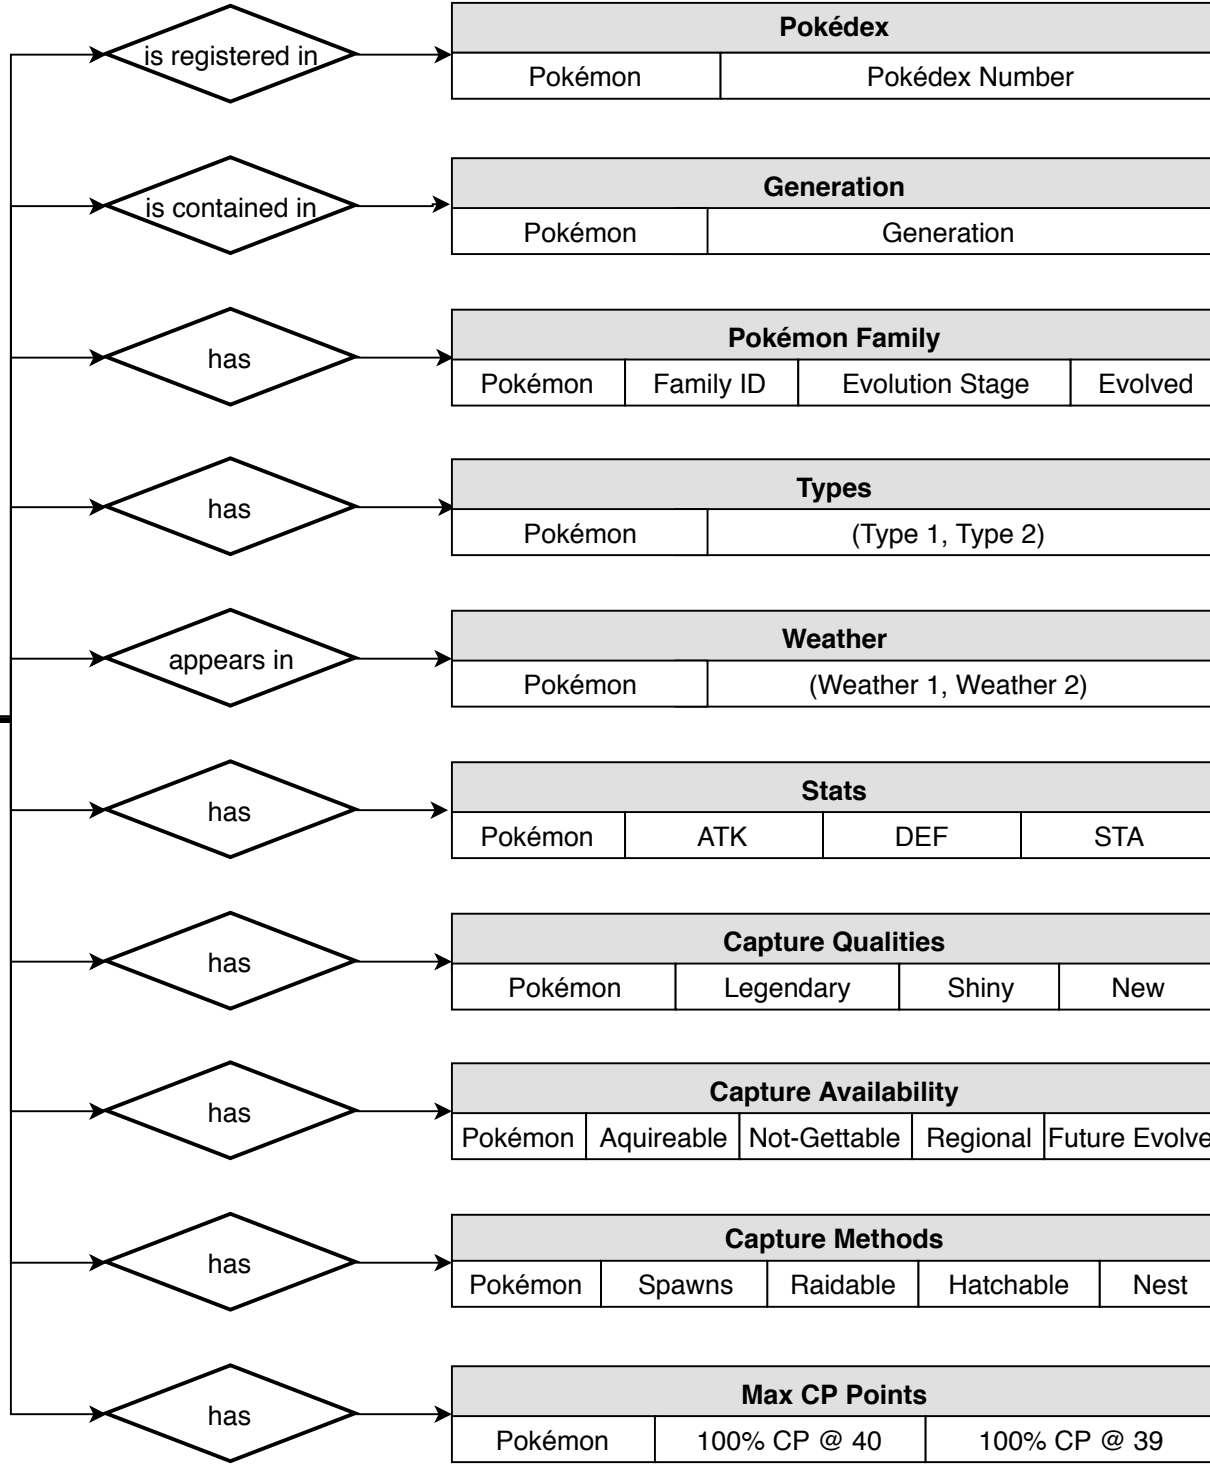 is registered in
Pokédex
Pokémon Pokédex Number
is contained in
Generation
Pokémon Generation
has
Pokémon Family
Pokémon Family ID Evolution Stage Evolved
has
Types
Pokémon (Type 1, Type 2)
appears in
Weather
Pokémon (Weather 1, Weather 2)
has
Stats
Pokémon ATK DEF STA
has
Capture Qualities
Pokémon Legendary Shiny New
has
Capture Availability
Pokémon Aquireable Not-Gettable Regional Future Evolve
has
Capture Methods
Pokémon Spawns Raidable Hatchable Nest
has
Max CP Points
Pokémon 100% CP @ 40 100% CP @ 39